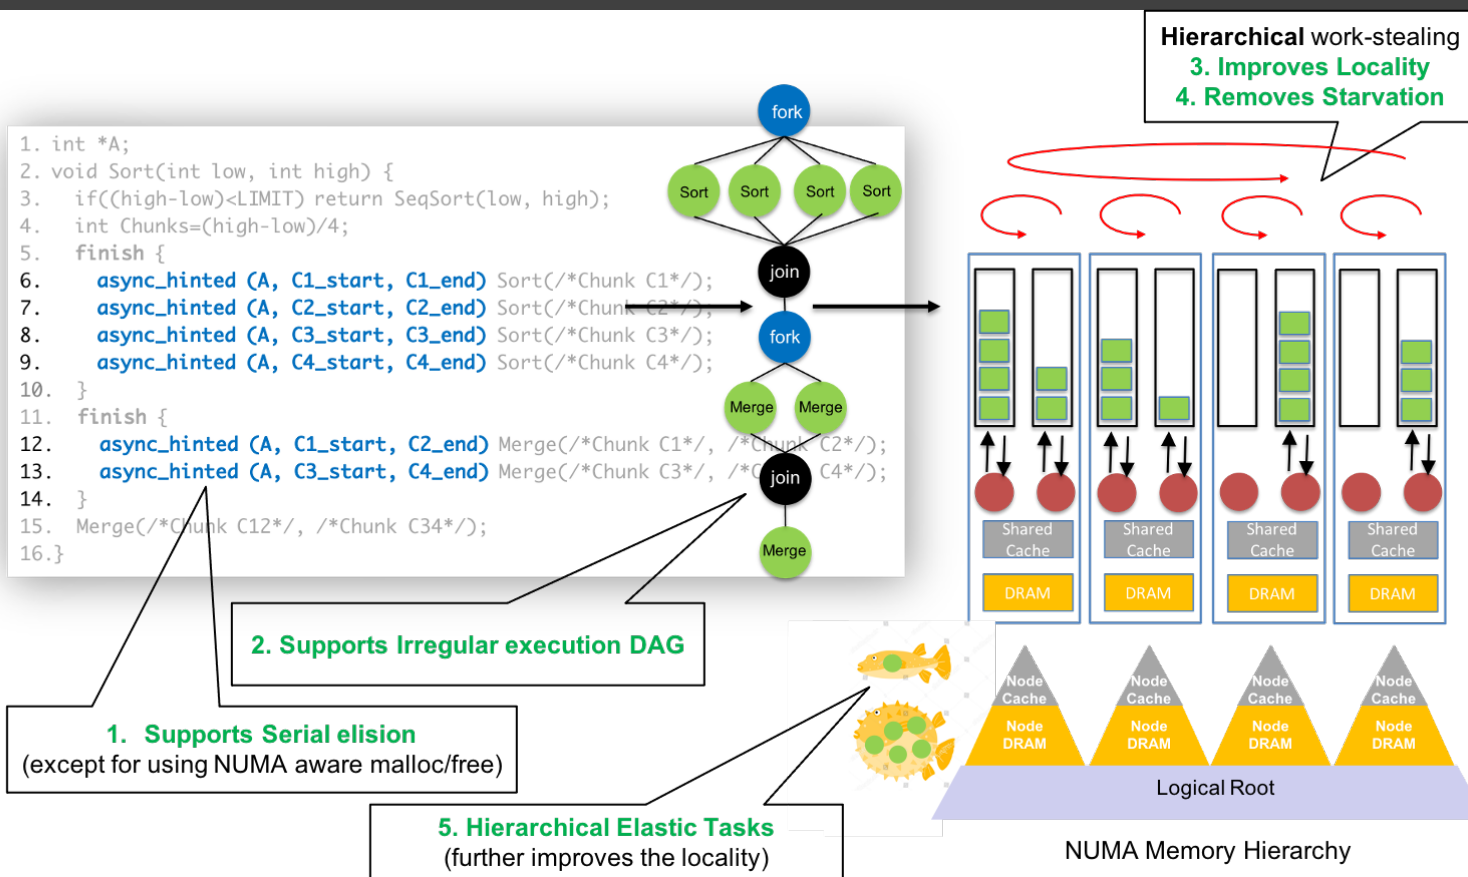 Hierarchical work-stealing
3. Improves Locality
4. Removes Starvation
1. int *A;
2. void Sort(int low, int high) {
3. if((high-low)<LIMIT) return SeqSort(low, high);
4. int Chunks=(high-low)/4;
5. finish {
6. async_hinted (A, C1_start, C1_end) Sort(/*Chunk C1*/);
7. async_hinted (A, C2_start, C2_end) Sort(/*Chunk C2*/);
8. async_hinted (A, C3_start, C3_end) Sort(/*Chunk C3*/);
9. async_hinted (A, C4_start, C4_end) Sort(/*Chunk C4*/);
10. }
11. finish {
12. async_hinted (A, C1_start, C2_end) Merge(/*Chunk C1*/, /*Chunk C2*/);
13. async_hinted (A, C3_start, C4_end) Merge(/*Chunk C3*/, /*C C4*/);
14. }
15. Merge(/*Chunk C12*/, /*Chunk C34*/);
16.}
fork
Sort Sort Sort Sort
join
fork
Merge Merge
join
Merge
Shared Cache
DRAM
Shared Cache
DRAM
Shared Cache
DRAM
Shared Cache
DRAM
Node Cache
Node DRAM
Node Cache
Node DRAM
Node Cache
Node DRAM
Node Cache
Node DRAM
Logical Root
NUMA Memory Hierarchy
2. Supports Irregular execution DAG
1. Supports Serial elision
(except for using NUMA aware malloc/free)
5. Hierarchical Elastic Tasks
(further improves the locality)